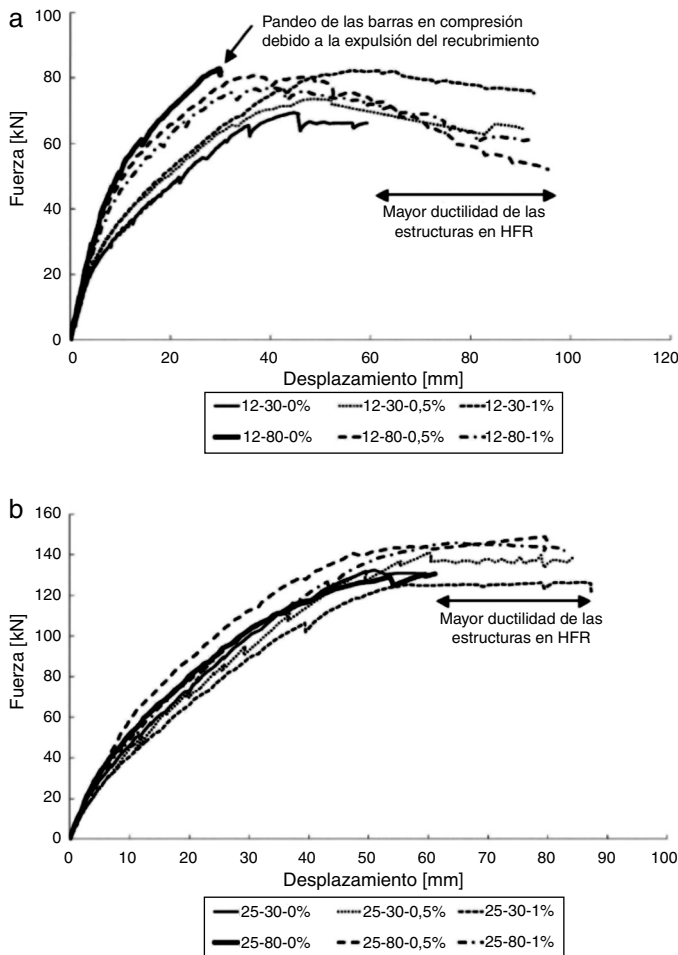 a
Pandeo de las barras en compresión
debido a la expulsión del recubrimiento
100
80
60
40
20
0
Fuerza [kN]
Mayor ductilidad de las
estructuras en HFR
0 20 40 60 80 100 120
Desplazamiento [mm]
12-30-0% 12-30-0,5% 12-30-1%
12-80-0% 12-80-0,5% 12-80-1%
b
160
140
120
100
80
60
40
20
0
Fuerza [kN]
Mayor ductilidad de las
estructuras en HFR
0 10 20 30 40 50 60 70 80 90 100
Desplazamiento [mm]
25-30-0% 25-30-0,5% 25-30-1%
25-80-0% 25-80-0,5% 25-80-1%